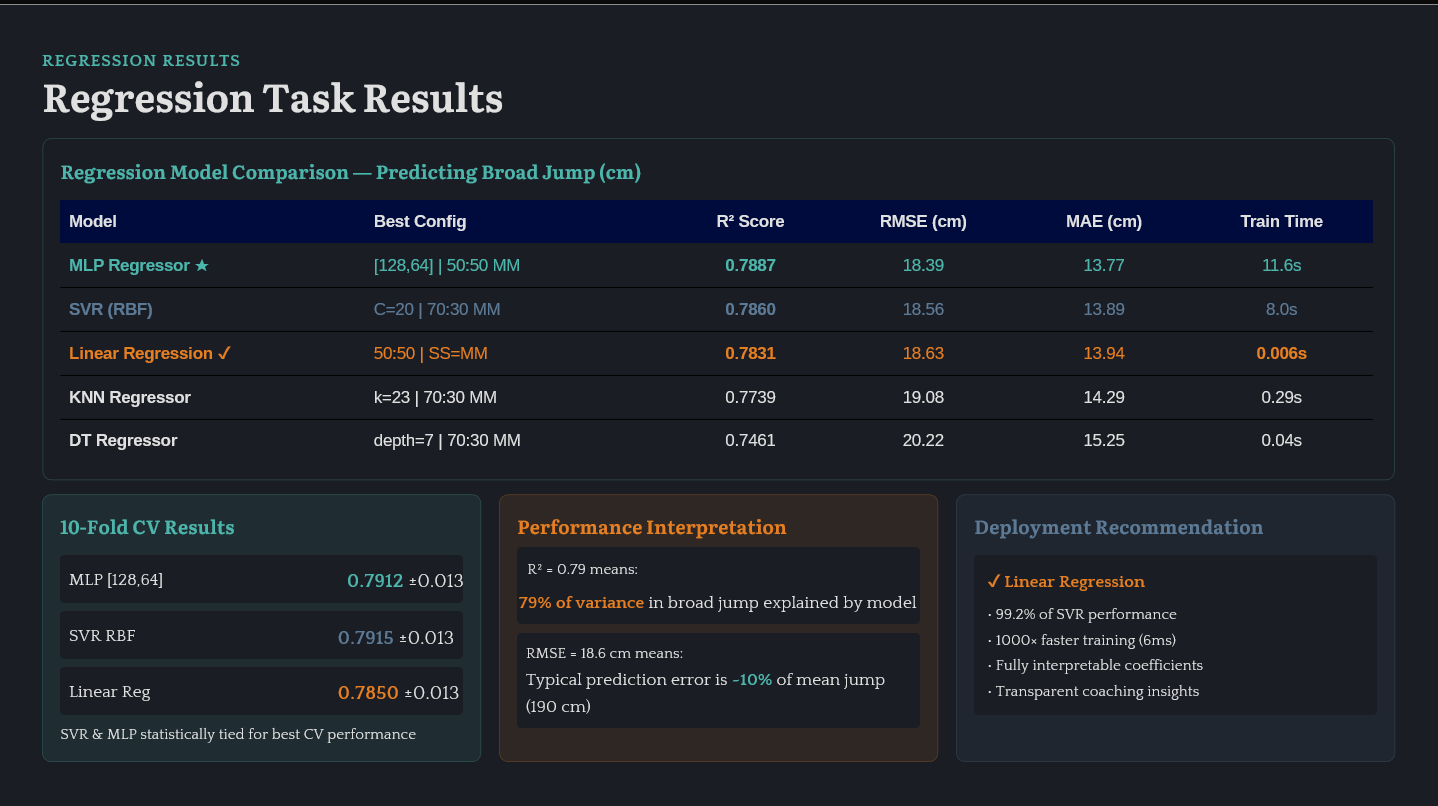 REGRESSION RESULTS
Regression Task Results
Regression Model Comparison — Predicting Broad Jump (cm)
Model Best Config R² Score RMSE (cm) MAE (cm) Train Time
MLP Regressor ★ [128,64] | 50:50 MM 0.7887 18.39 13.77 11.6s
SVR (RBF) C=20 | 70:30 MM 0.7860 18.56 13.89 8.0s
Linear Regression ✓ 50:50 | SS=MM 0.7831 18.63 13.94 0.006s
KNN Regressor k=23 | 70:30 MM 0.7739 19.08 14.29 0.29s
DT Regressor depth=7 | 70:30 MM 0.7461 20.22 15.25 0.04s
10-Fold CV Results
MLP [128,64] 0.7912 ±0.013
SVR RBF 0.7915 ±0.013
Linear Reg 0.7850 ±0.013
SVR & MLP statistically tied for best CV performance
Performance Interpretation
R² = 0.79 means:
79% of variance in broad jump explained by model
RMSE = 18.6 cm means:
Typical prediction error is ~10% of mean jump
(190 cm)
Deployment Recommendation
✓ Linear Regression
· 99.2% of SVR performance
· 1000× faster training (6ms)
· Fully interpretable coefficients
· Transparent coaching insights